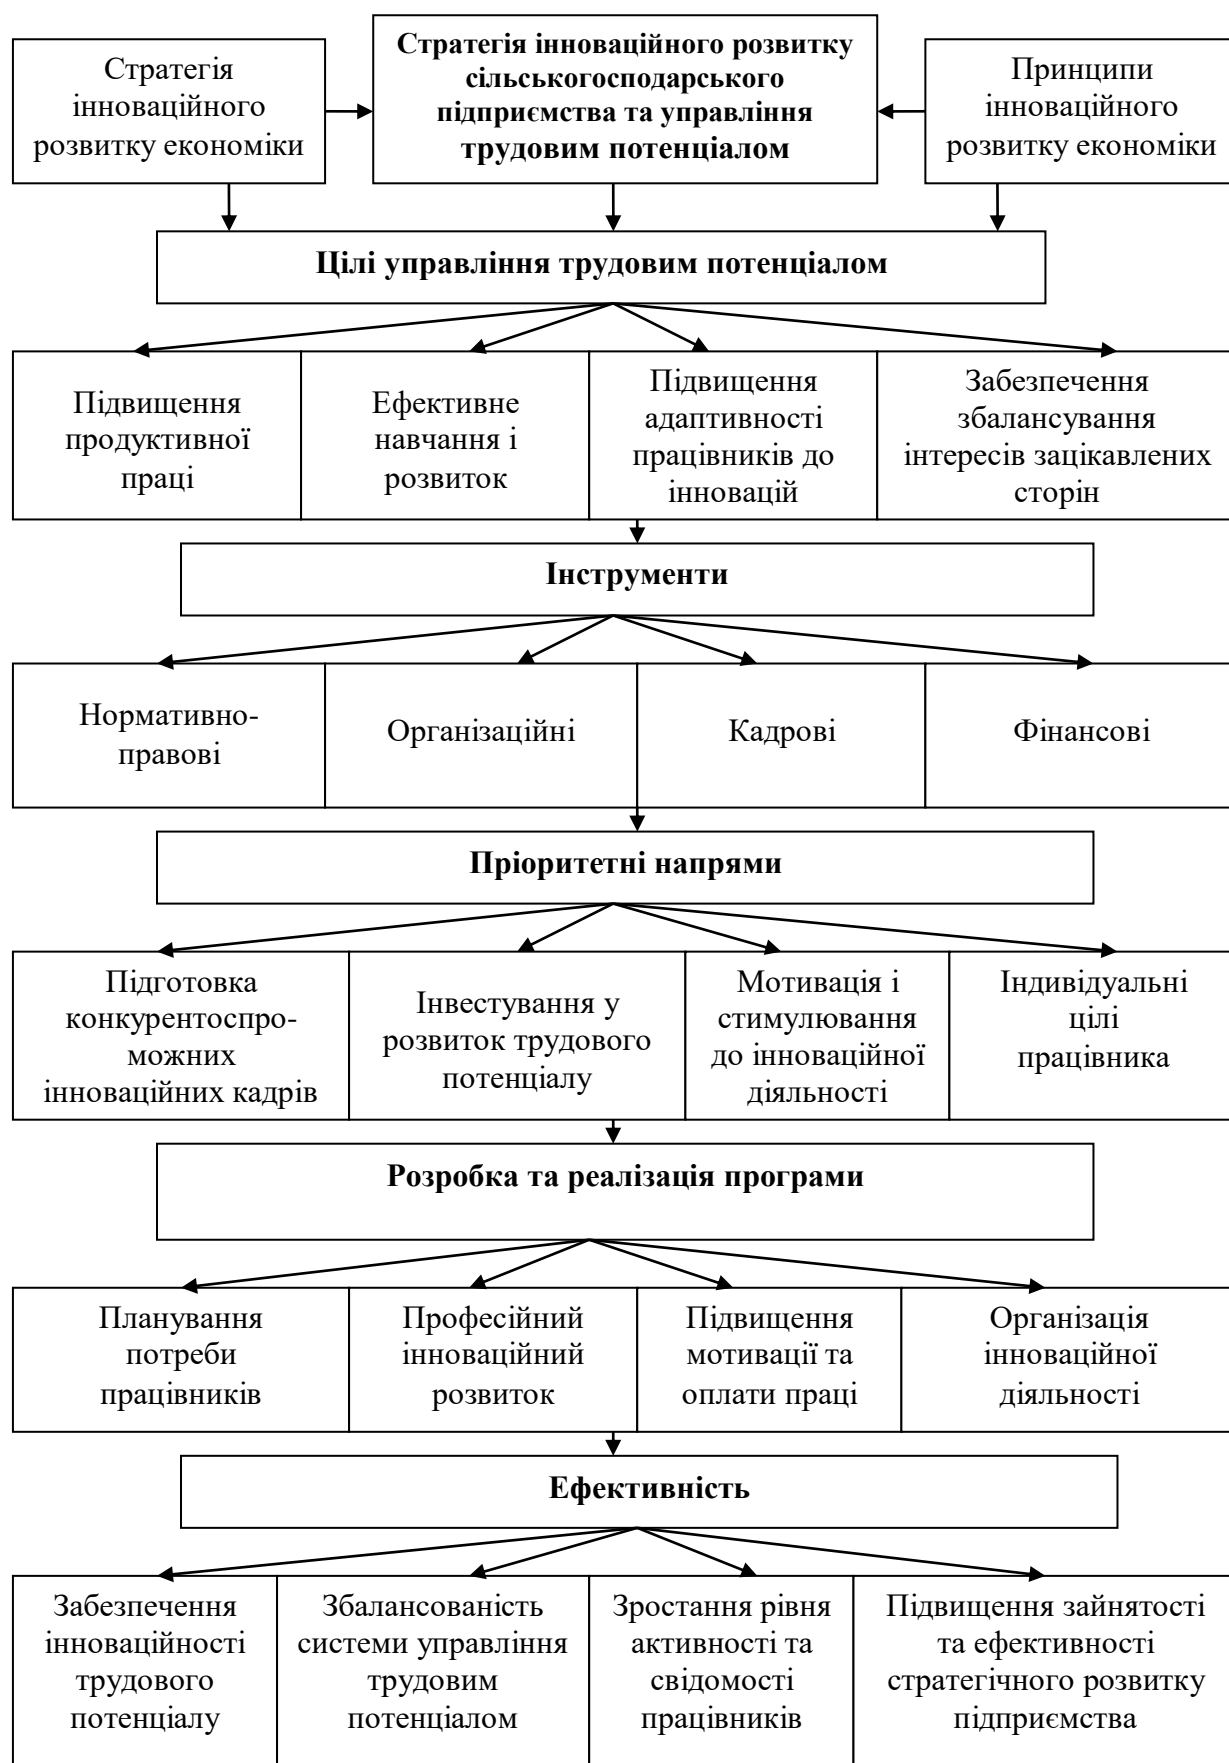 Стратегія
інноваційного
розвитку економіки
Стратегія інноваційного розвитку
сільськогосподарського
підприємства та управління
трудовим потенціалом
Принципи
інноваційного
розвитку економіки
Цілі управління трудовим потенціалом
Підвищення
продуктивної
праці
Ефективне
навчання і
розвиток
Підвищення
адаптивності
працівників до
інновацій
Забезпечення
збалансування
інтересів зацікавлених
сторін
Інструменти
Нормативно-
правові
Організаційні
Кадрові
Фінансові
Пріоритетні напрями
Підготовка
конкурентоспро-
можних
інноваційних кадрів
Інвестування у
розвиток трудового
потенціалу
Мотивація і
стимулювання
до інноваційної
діяльності
Індивідуальні
цілі
працівника
Розробка та реалізація програми
Планування
потреби
працівників
Професійний
інноваційний
розвиток
Підвищення
мотивації та
оплати праці
Організація
інноваційної
діяльності
Ефективність
Забезпечення
інноваційності
трудового
потенціалу
Збалансованість
системи управління
трудовим
потенціалом
Зростання рівня
активності та
свідомості
працівників
Підвищення зайнятості
та ефективності
стратегічного розвитку
підприємства